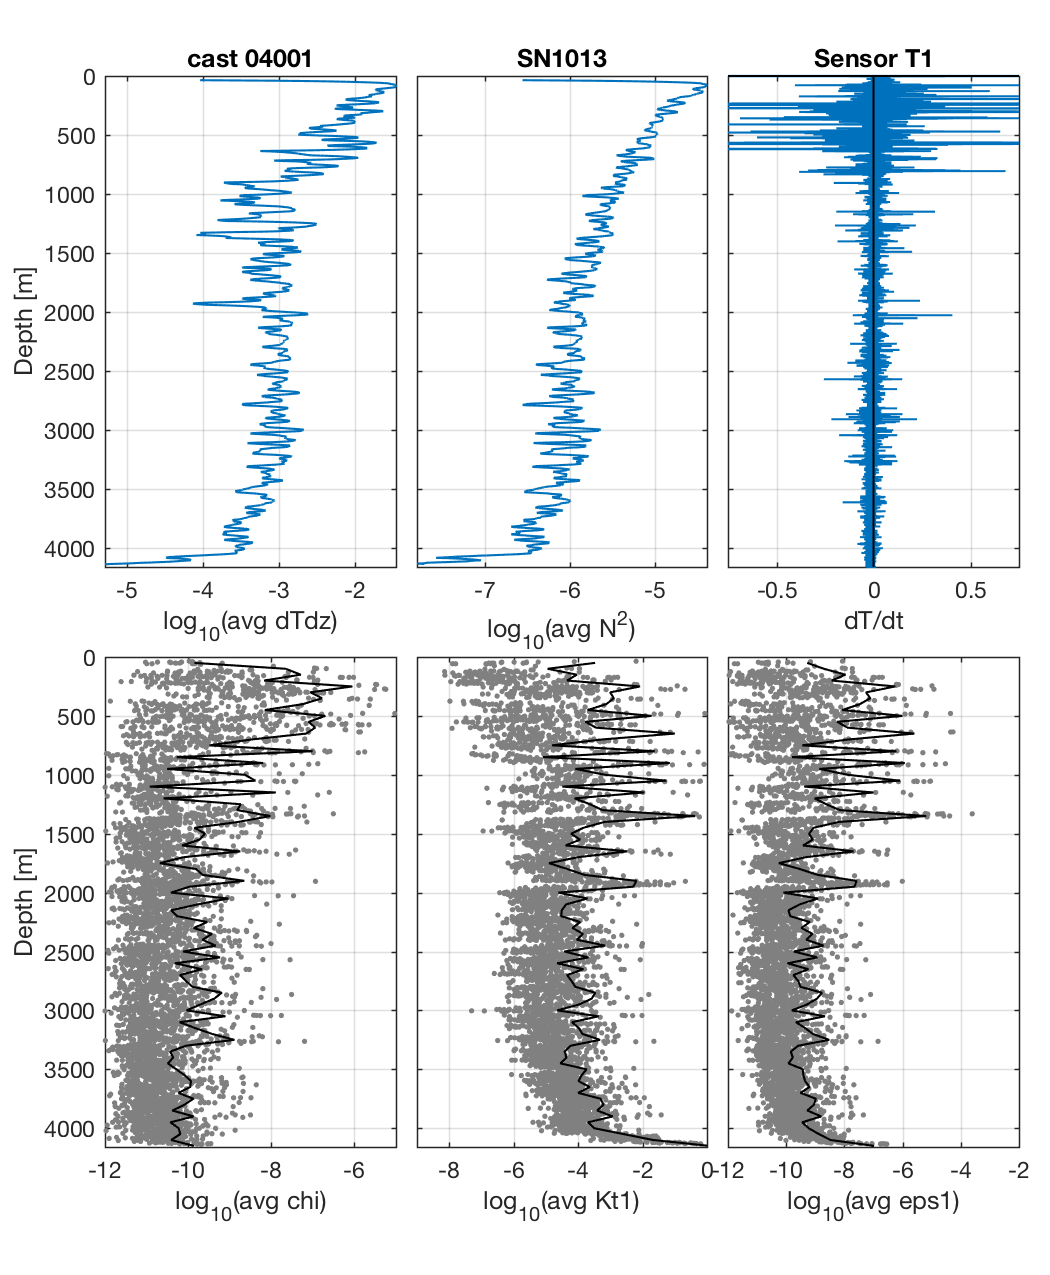 cast 04001
SN1013
Sensor T1
0
500
1000
1500
2000
2500
3000
3500
4000
Depth [m]
-5 -4 -3 -2
log10(avg dTdz)
-7 -6 -5
log10(avg N2)
-0.5 0 0.5
dT/dt
0
500
1000
1500
2000
2500
3000
3500
4000
Depth [m]
-12 -10 -8 -6
log10(avg chi)
-8 -6 -4 -2 0
log10(avg Kt1)
-12 -10 -8 -6 -4 -2
log10(avg eps1)